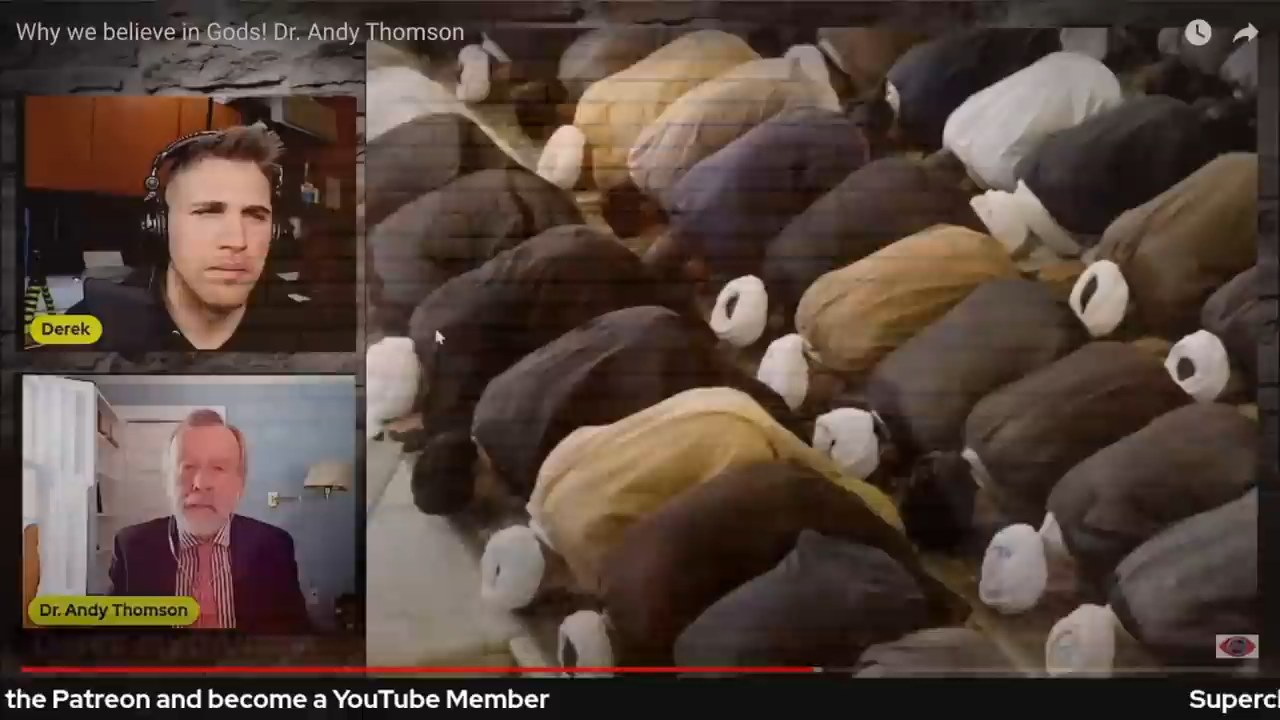 Why we believe in Gods! Dr. Andy Thomson
Derek
Dr. Andy Thomson
the Patreon and become a YouTube Member
Superc